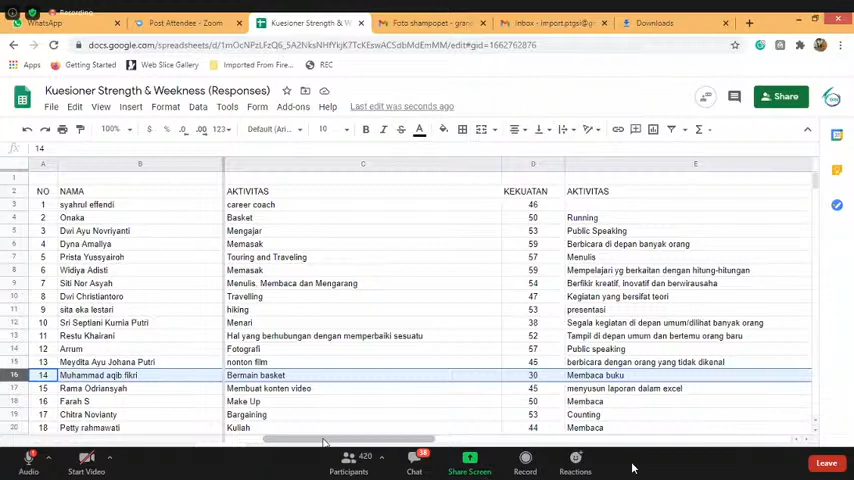 Recording
WhatsApp
Post Attendee - Zoom
Kuesioner Strength & W
Foto shampopet - gran
Inbox - import.ptgsi@g
Downloads
docs.google.com/spreadsheets/d/
/edit#gid=1662762876
Apps Getting Started Web Slice Gallery Imported From Fire... REC
Kuesioner Strength & Weekness (Responses)
Share
File Edit View Insert Format Data Tools Form Add-ons Help Last edit was seconds ago
100% $ % .0 .00 123 Default (Ari... 10 B I S A
fx 14
A B C D E
1
2 NO NAMA AKTIVITAS KEKUATAN AKTIVITAS
3 1 syahrul effendi career coach 46
4 2 Onaka Basket 50 Running
5 3 Dwi Ayu Novriyanti Mengajar 53 Public Speaking
6 4 Dyna Amallya Memasak 59 Berbicara di depan banyak orang
7 5 Prista Yussyairoh Touring and Traveling 57 Menulis
8 6 Widiya Adisti Memasak 59 Mempelajari yg berkaitan dengan hitung-hitungan
9 7 Siti Nor Asyah Menulis. Membaca dan Mengarang 54 Berfikir kreatif, Inovatif dan berwirausaha
10 8 Dwi Christiantoro Travelling 47 Kegiatan yang bersifat teori
11 9 sita eka lestari hiking 53 presentasi
12 10 Sri Septiani Kurnia Putri Menari 38 Segala kegiatan di depan umum/dilihat banyak orang
13 11 Restu Khairani Hal yang berhubungan dengan memperbaiki sesuatu 52 Tampil di depan umum dan bertemu orang baru
14 12 Arrum Fotografi 57 Public speaking
15 13 Meydita Ayu Johana Putri nonton film 45 berbicara dengan orang yang tidak dikenal
16 14 Muhammad aqib fikri Bermain basket 30 Membaca buku
17 15 Rama Odriansyah Membuat konten video 45 menyusun laporan dalam excel
18 16 Farah S Make Up 50 Membaca
19 17 Chitra Novianty Bargaining 53 Counting
20 18 Petty rahmawati Kuliah 44 Membaca
420 38
Audio Start Video Participants Chat Share Screen Record Reactions Leave